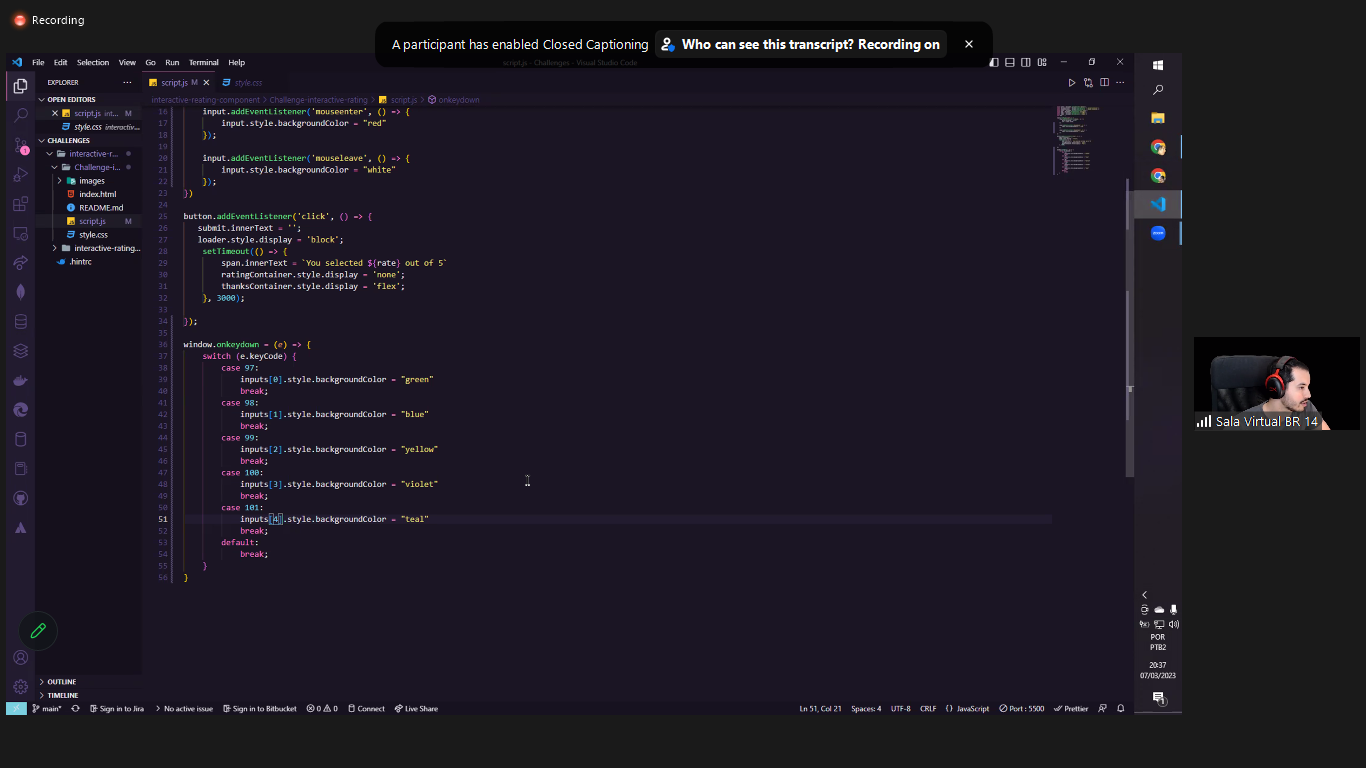 Recording
A participant has enabled Closed Captioning Who can see this transcript? Recording on
File Edit Selection View Go Run Terminal Help
script.js - Challenges - Visual Studio Code
EXPLORER
script.js M
style.css
OPEN EDITORS
interactive-reating-component > Challenge-interactive-rating > script.js > onkeydown
script.js int... M
style.css interactiv...
CHALLENGES
interactive-r...
Challenge-i...
images
index.html
README.md
script.js M
style.css
interactive-rating...
.hintrc
16 input.addEventListener('mouseenter', () => {
17 input.style.backgroundColor = "red"
18 });
19
20 input.addEventListener('mouseleave', () => {
21 input.style.backgroundColor = "white"
22 });
23 })
24
25 button.addEventListener('click', () => {
26 submit.innerText = '';
27 loader.style.display = 'block';
28 setTimeout(() => {
29 span.innerText = `You selected ${rate} out of 5`
30 ratingContainer.style.display = 'none';
31 thanksContainer.style.display = 'flex';
32 }, 3000);
33
34 });
35
36 window.onkeydown = (e) => {
37 switch (e.keyCode) {
38 case 97:
39 inputs[0].style.backgroundColor = "green"
40 break;
41 case 98:
42 inputs[1].style.backgroundColor = "blue"
43 break;
44 case 99:
45 inputs[2].style.backgroundColor = "yellow"
46 break;
47 case 100:
48 inputs[3].style.backgroundColor = "violet"
49 break;
50 case 101:
51 inputs[4].style.backgroundColor = "teal"
52 break;
53 default:
54 break;
55 }
56 }
OUTLINE
TIMELINE
main* Sign in to Jira No active issue Sign in to Bitbucket 0 0 Connect Live Share
Ln 51, Col 21 Spaces: 4 UTF-8 CRLF {} JavaScript Port : 5500 Prettier
zoom
POR
PTB2
20:37
07/03/2023
1
Sala Virtual BR 14